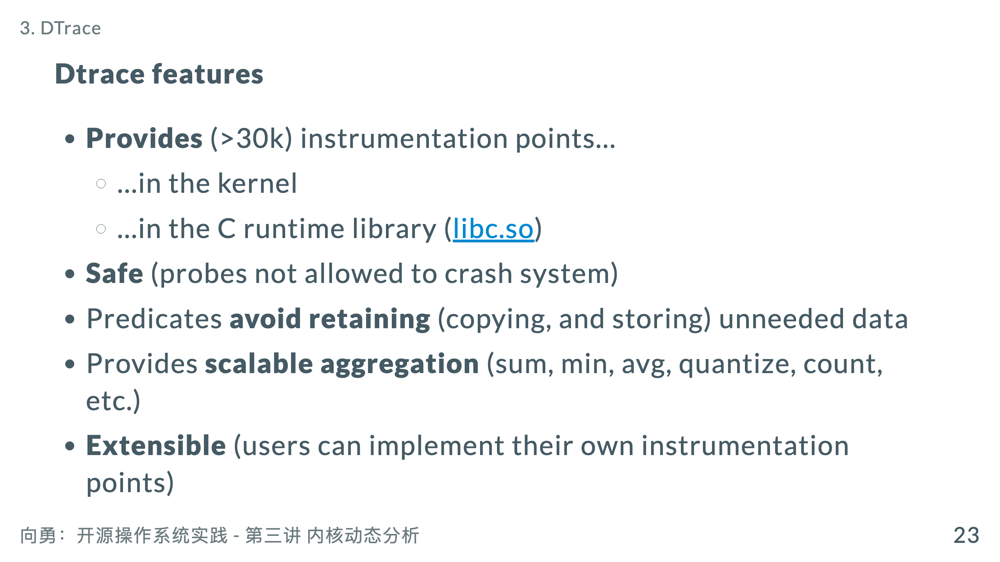 3. DTrace
Dtrace features
• Provides (>30k) instrumentation points...
○ ...in the kernel
○ ...in the C runtime library (libc.so)
• Safe (probes not allowed to crash system)
• Predicates avoid retaining (copying, and storing) unneeded data
• Provides scalable aggregation (sum, min, avg, quantize, count,
etc.)
• Extensible (users can implement their own instrumentation
points)
向勇：开源操作系统实践 - 第三讲 内核动态分析
23